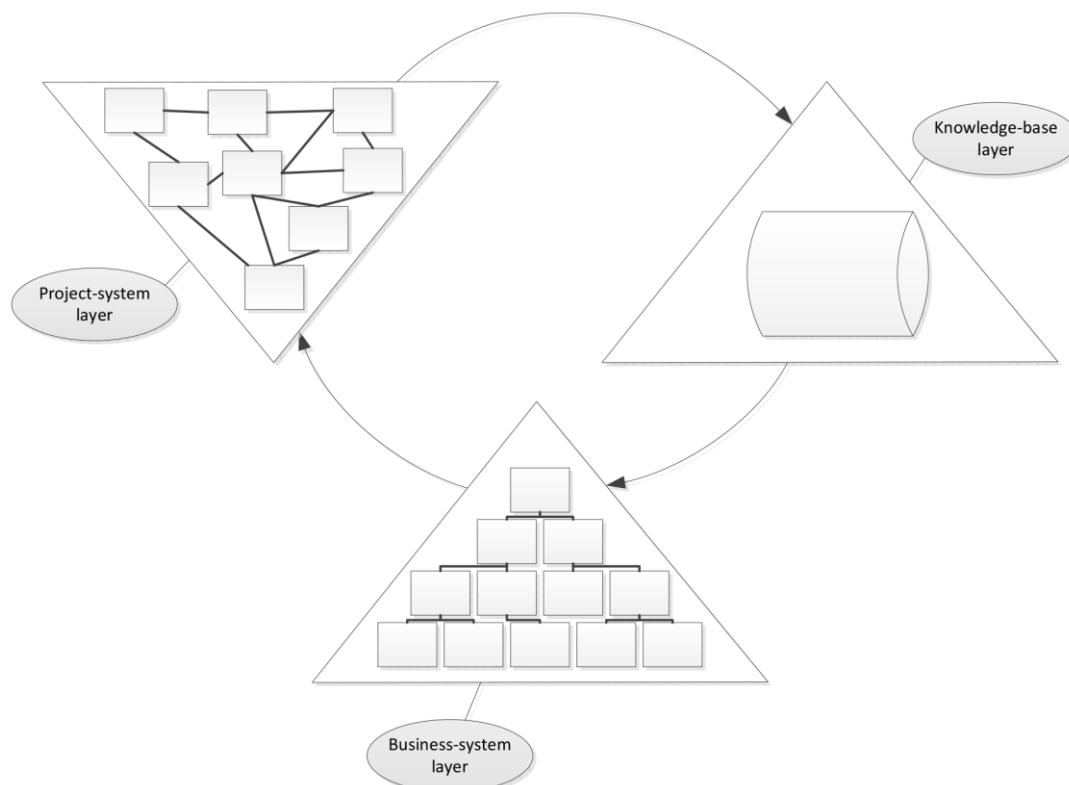 Knowledge-base
layer
Project-system
layer
Business-system
layer